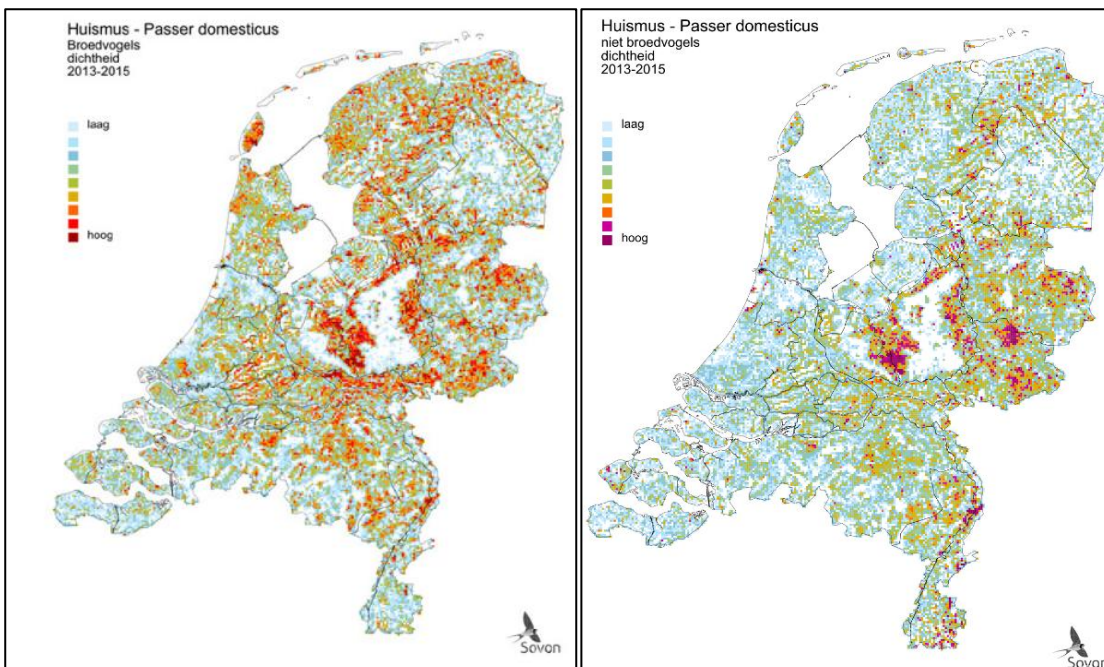 Huismus - Passer domesticus
Broedvogels
dichtheid
2013-2015
laag
hoog
Sovon
Huismus - Passer domesticus
niet broedvogels
dichtheid
2013-2015
laag
hoog
Sovon